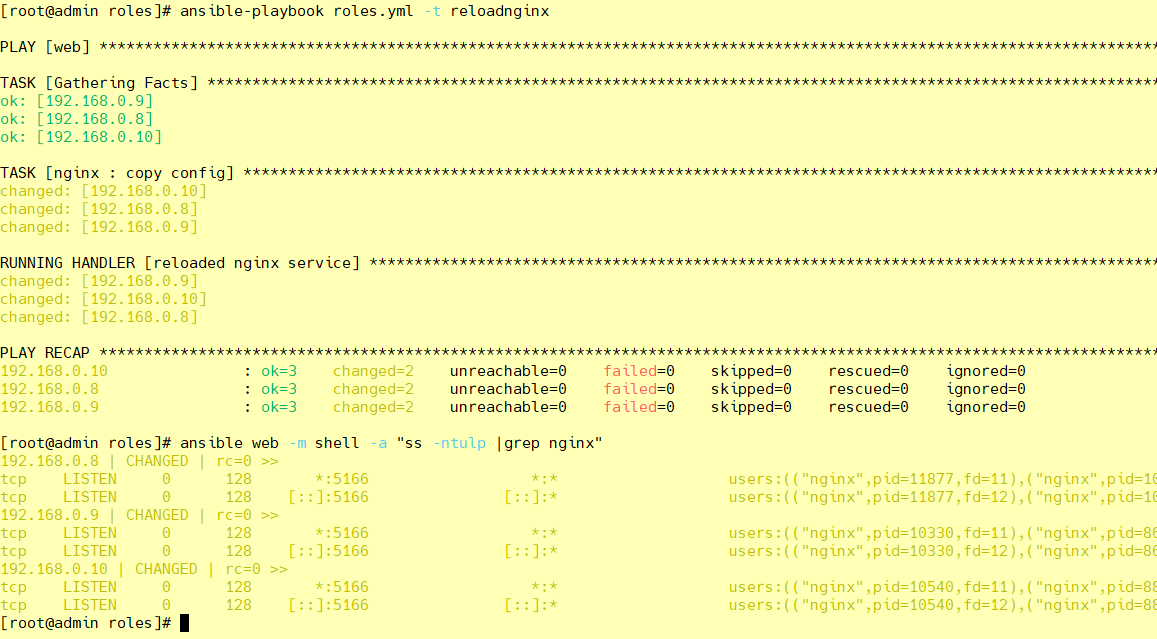 [root@admin roles]# ansible-playbook roles.yml -t reloadnginx
PLAY [web] *********************************************************************************************************************
TASK [Gathering Facts] *********************************************************************************************************
ok: [192.168.0.9]
ok: [192.168.0.8]
ok: [192.168.0.10]
TASK [nginx : copy config] *****************************************************************************************************
changed: [192.168.0.10]
changed: [192.168.0.8]
changed: [192.168.0.9]
RUNNING HANDLER [reloaded nginx service] ***************************************************************************************
changed: [192.168.0.9]
changed: [192.168.0.10]
changed: [192.168.0.8]
PLAY RECAP *********************************************************************************************************************
192.168.0.10               : ok=3    changed=2    unreachable=0    failed=0    skipped=0    rescued=0    ignored=0
192.168.0.8                : ok=3    changed=2    unreachable=0    failed=0    skipped=0    rescued=0    ignored=0
192.168.0.9                : ok=3    changed=2    unreachable=0    failed=0    skipped=0    rescued=0    ignored=0
[root@admin roles]# ansible web -m shell -a "ss -ntulp |grep nginx"
192.168.0.8 | CHANGED | rc=0 >>
tcp    LISTEN     0      128       *:5166                  *:*                   users:(("nginx",pid=11877,fd=11),("nginx",pid=10
tcp    LISTEN     0      128    [::]:5166               [::]:*                   users:(("nginx",pid=11877,fd=12),("nginx",pid=10
192.168.0.9 | CHANGED | rc=0 >>
tcp    LISTEN     0      128       *:5166                  *:*                   users:(("nginx",pid=10330,fd=11),("nginx",pid=86
tcp    LISTEN     0      128    [::]:5166               [::]:*                   users:(("nginx",pid=10330,fd=12),("nginx",pid=86
192.168.0.10 | CHANGED | rc=0 >>
tcp    LISTEN     0      128       *:5166                  *:*                   users:(("nginx",pid=10540,fd=11),("nginx",pid=88
tcp    LISTEN     0      128    [::]:5166               [::]:*                   users:(("nginx",pid=10540,fd=12),("nginx",pid=88
[root@admin roles]#